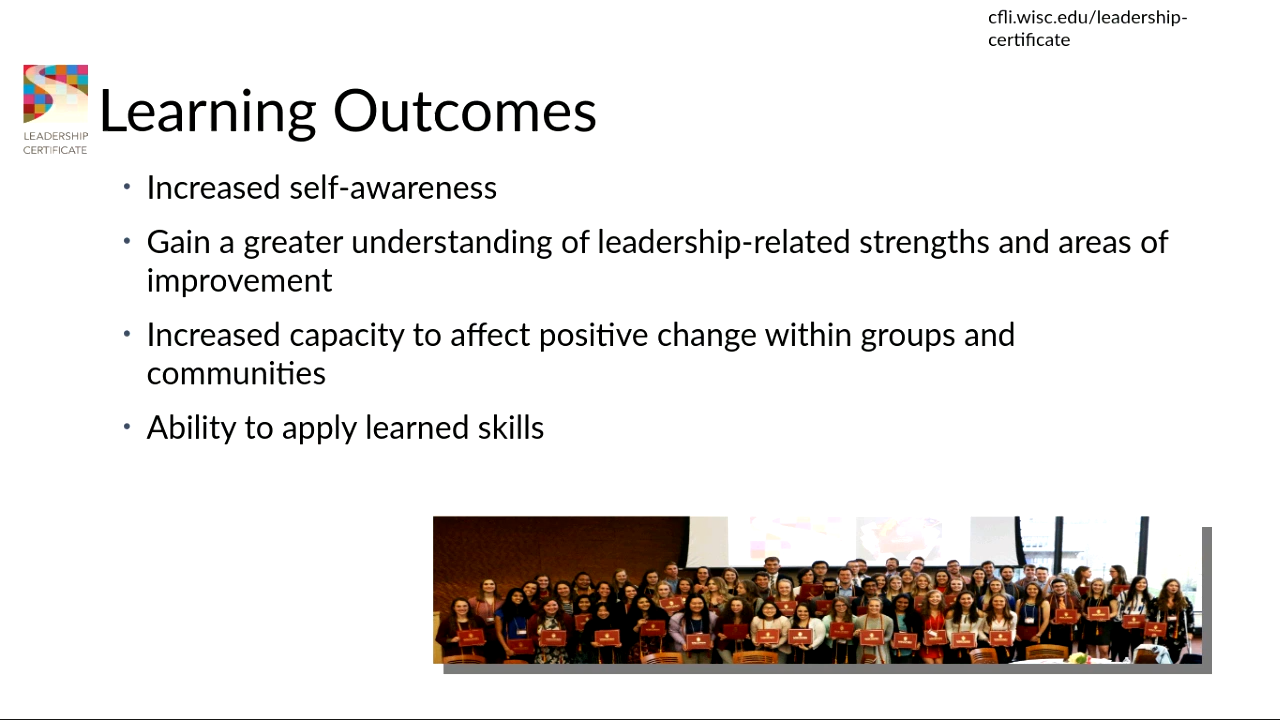 cfli.wisc.edu/leadership-
certificate
LEADERSHIP
CERTIFICATE
Learning Outcomes
• Increased self-awareness
• Gain a greater understanding of leadership-related strengths and areas of
improvement
• Increased capacity to affect positive change within groups and
communities
• Ability to apply learned skills